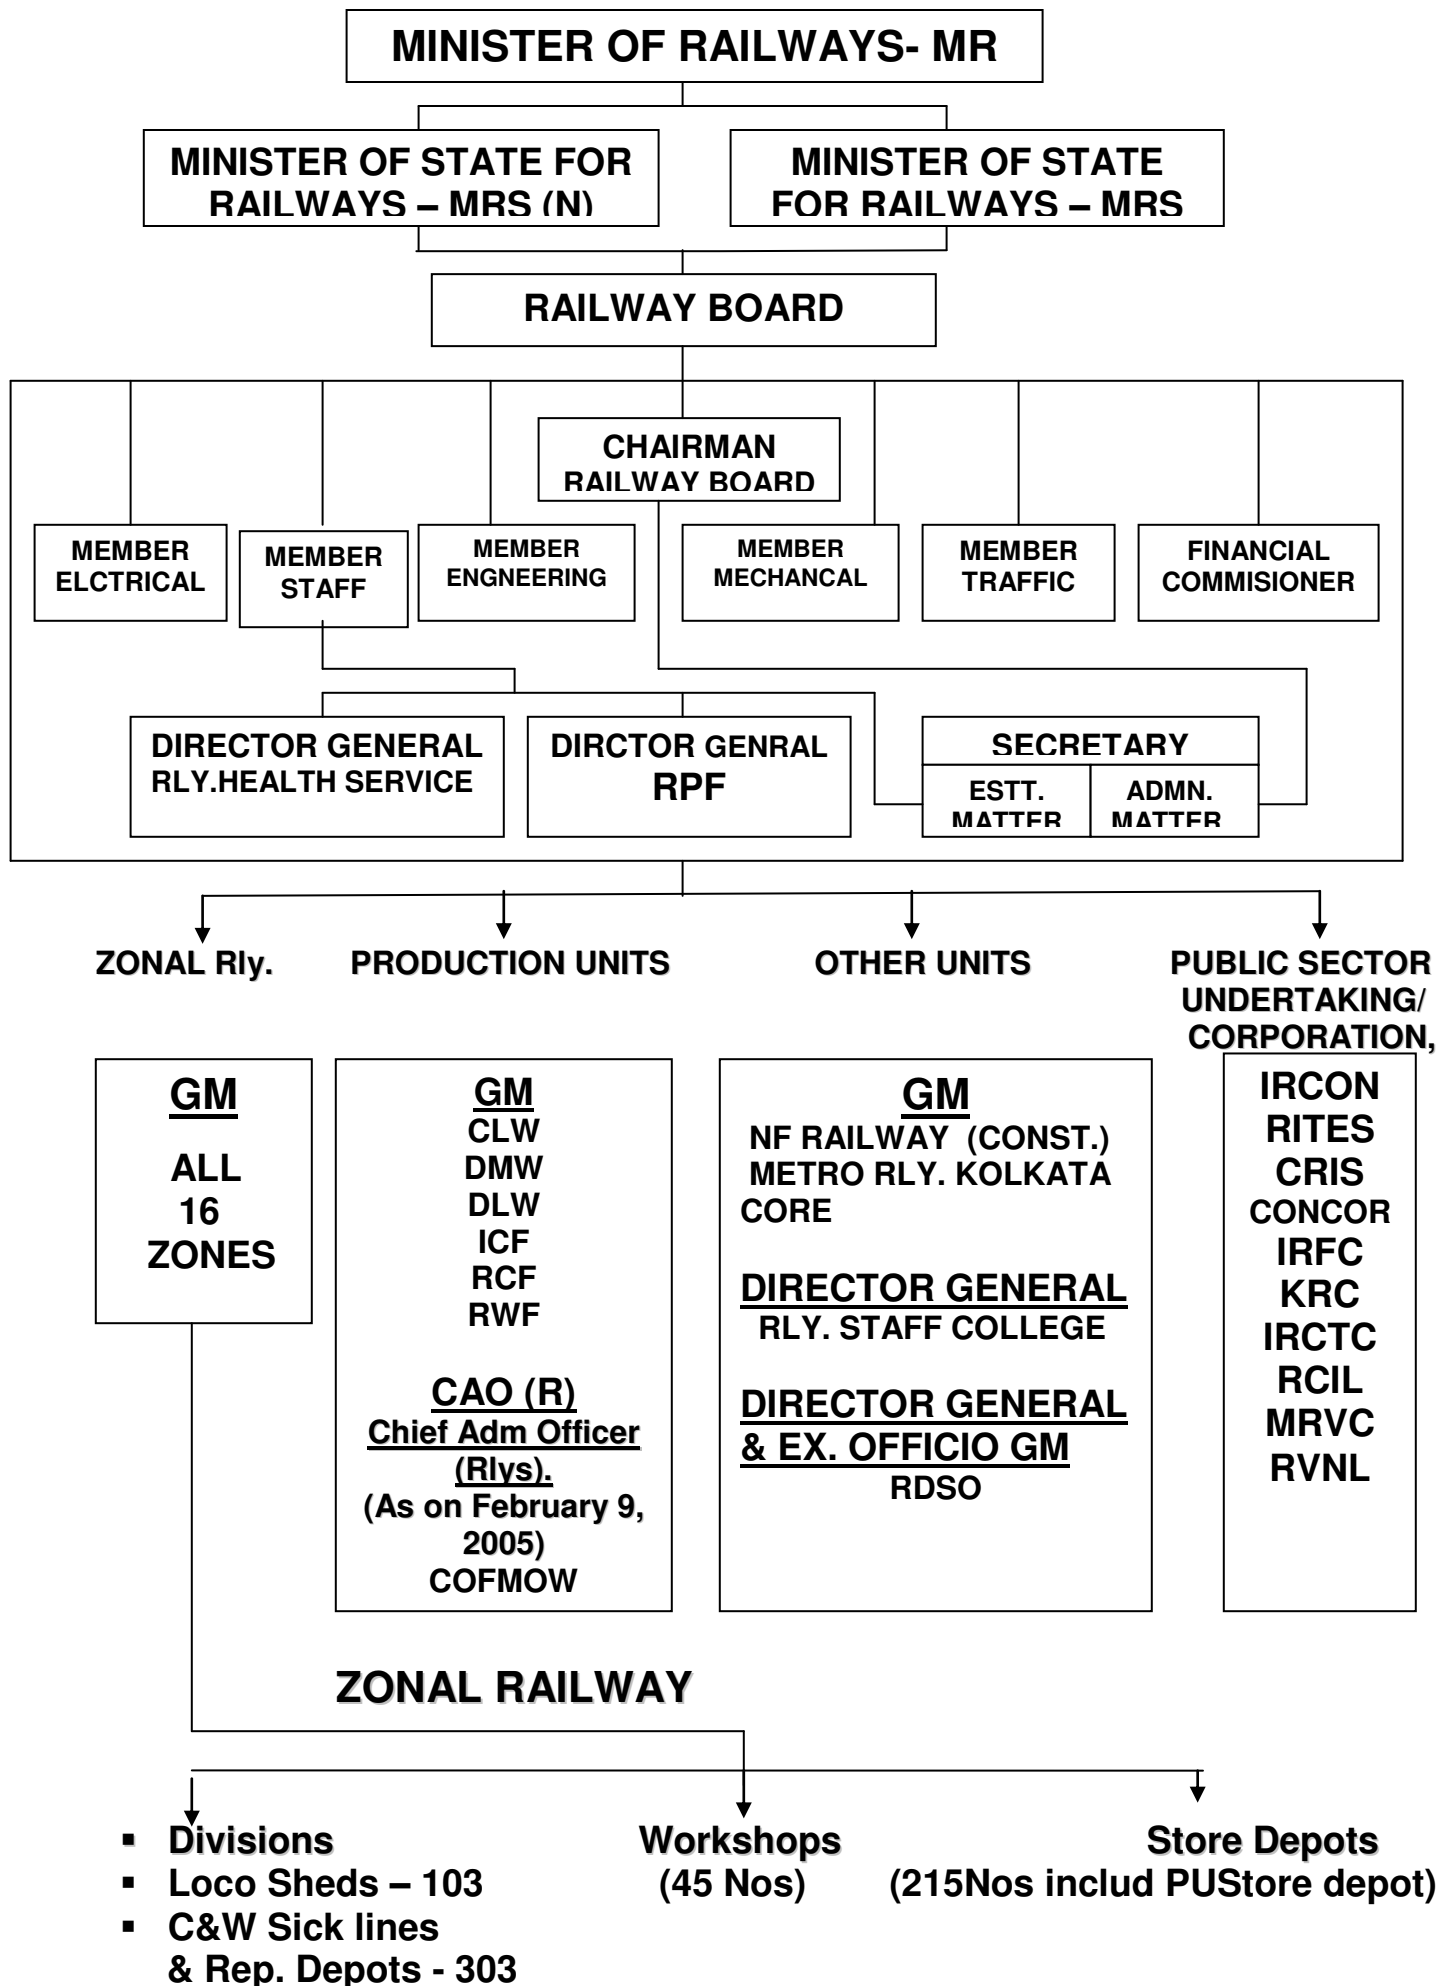 MINISTER OF RAILWAYS- MR
MINISTER OF STATE FOR
RAILWAYS – MRS (N)
MINISTER OF STATE
FOR RAILWAYS – MRS
RAILWAY BOARD
CHAIRMAN
RAILWAY BOARD
MEMBER
ELCTRICAL
MEMBER
STAFF
MEMBER
ENGNEERING
MEMBER
MECHANCAL
MEMBER
TRAFFIC
FINANCIAL
COMMISIONER
DIRECTOR GENERAL
RLY.HEALTH SERVICE
DIRCTOR GENRAL
RPF
SECRETARY
ESTT.
MATTER
ADMN.
MATTER
ZONAL Rly.
PRODUCTION UNITS
OTHER UNITS
PUBLIC SECTOR
UNDERTAKING/
CORPORATION,
GM
ALL
16
ZONES
GM
CLW
DMW
DLW
ICF
RCF
RWF
CAO (R)
Chief Adm Officer
(Rlys).
(As on February 9,
2005)
COFMOW
GM
NF RAILWAY (CONST.)
METRO RLY. KOLKATA
CORE
DIRECTOR GENERAL
RLY. STAFF COLLEGE
DIRECTOR GENERAL
& EX. OFFICIO GM
RDSO
IRCON
RITES
CRIS
CONCOR
IRFC
KRC
IRCTC
RCIL
MRVC
RVNL
ZONAL RAILWAY
▪ Divisions
▪ Loco Sheds – 103
▪ C&W Sick lines
& Rep. Depots - 303
Workshops
(45 Nos)
Store Depots
(215Nos includ PUStore depot)